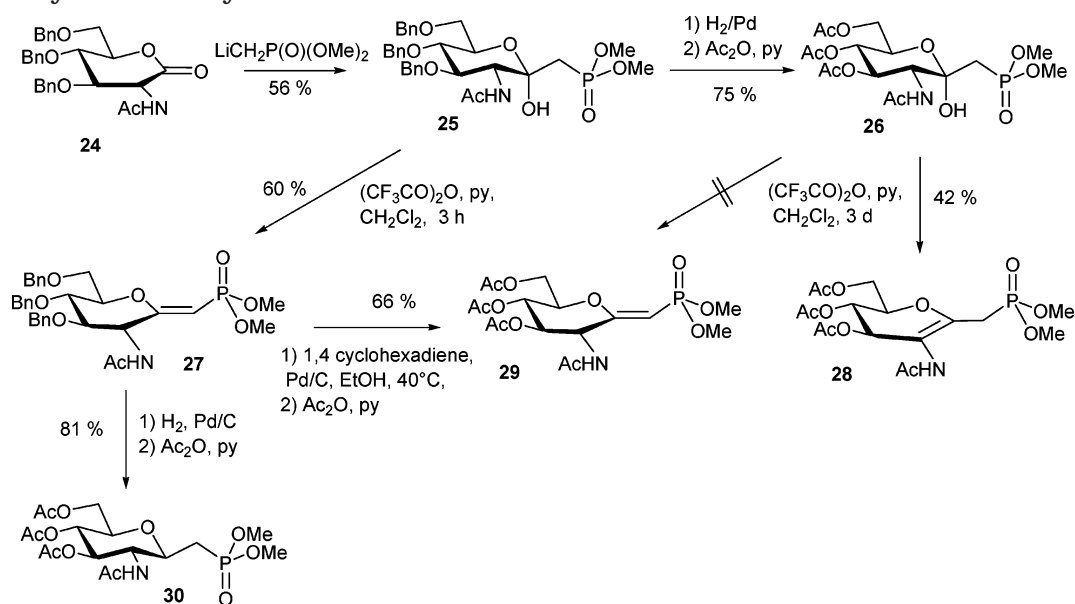 BnO
BnO
BnO
O
O
AcHN
24
LiCH2P(O)(OMe)2
56 %
BnO
BnO
BnO
O
AcHN
OH
P
O
OMe
OMe
25
1) H2/Pd
2) Ac2O, py
75 %
AcO
AcO
AcO
O
AcHN
OH
P
O
OMe
OMe
26
60 %
(CF3CO)2O, py,
CH2Cl2, 3 h
(CF3CO)2O, py,
CH2Cl2, 3 d
42 %
BnO
BnO
BnO
O
AcHN
O
P
OMe
OMe
27
66 %
1) 1,4 cyclohexadiene,
Pd/C, EtOH, 40°C,
2) Ac2O, py
AcO
AcO
AcO
O
AcHN
O
P
OMe
OMe
29
AcO
AcO
AcO
O
AcHN
O
P
OMe
OMe
28
81 %
1) H2, Pd/C
2) Ac2O, py
AcO
AcO
AcO
O
AcHN
P
O
OMe
OMe
30